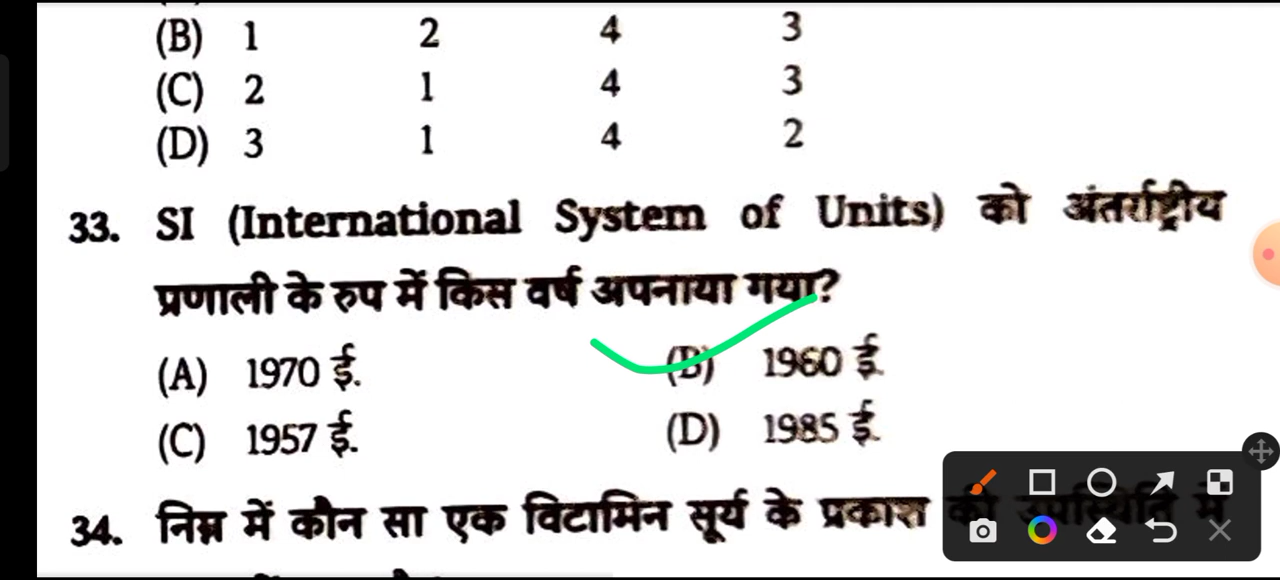 (B) 1 2 4 3
(C) 2 1 4 3
(D) 3 1 4 2
33. SI (International System of Units) को अंतर्राष्ट्रीय
प्रणाली के रुप में किस वर्ष अपनाया गया?
(A) 1970 ई. (B) 1960 ई.
(C) 1957 ई. (D) 1985 ई.
34. निम्न में कौन सा एक विटामिन सूर्य के प्रकाश की उपस्थिति में